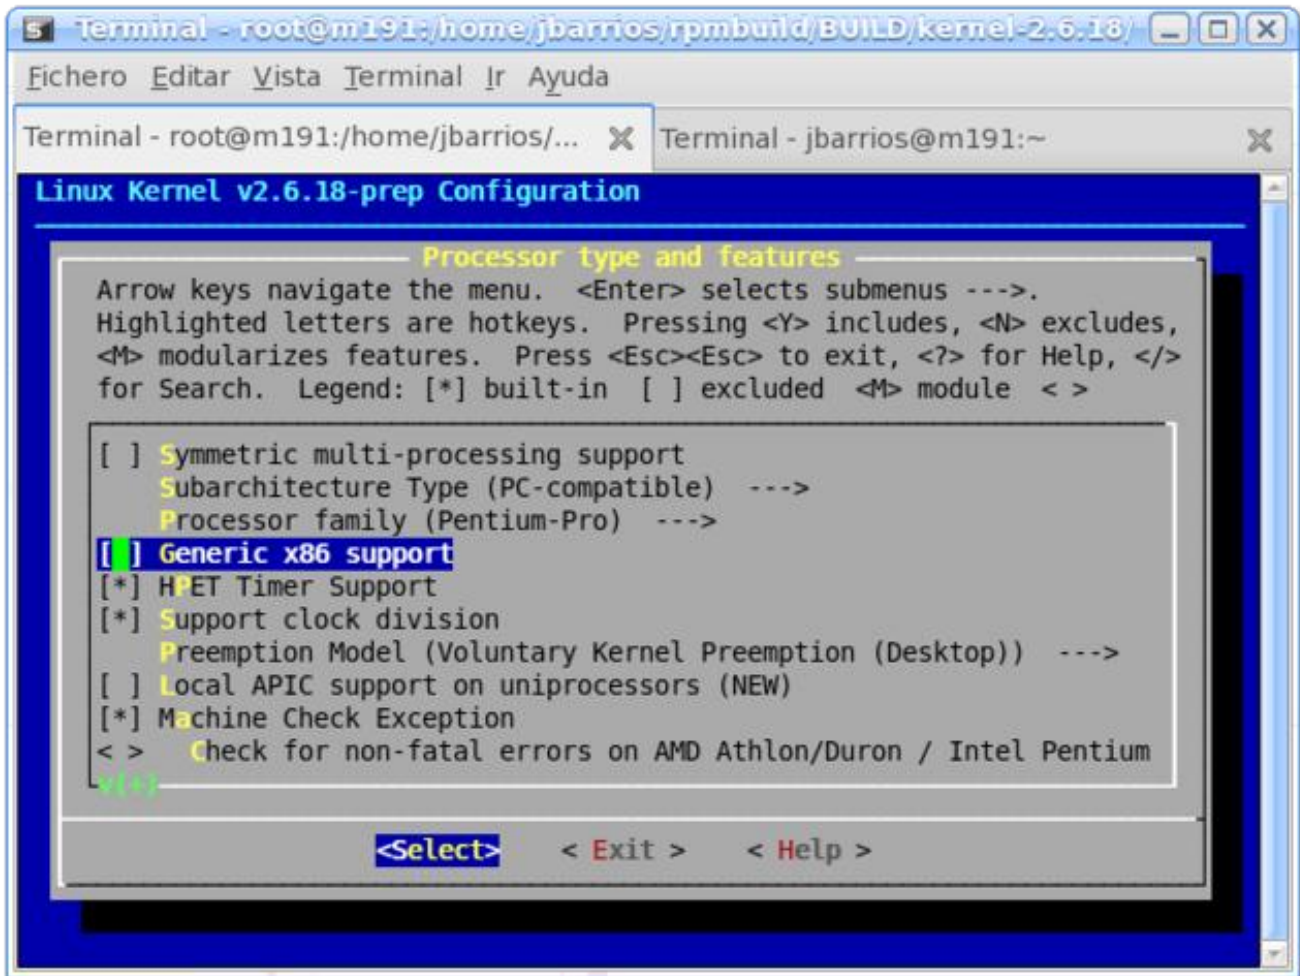 Terminal - root@m191:/home/jbarrios/rpmbuild/BUILD/kernel-2.6.18/
Fichero Editar Vista Terminal Ir Ayuda
Terminal - root@m191:/home/jbarrios/... Terminal - jbarrios@m191:~
Linux Kernel v2.6.18-prep Configuration
Processor type and features
Arrow keys navigate the menu. <Enter> selects submenus --->.
Highlighted letters are hotkeys. Pressing <Y> includes, <N> excludes,
<M> modularizes features. Press <Esc><Esc> to exit, <?> for Help, </>
for Search. Legend: [*] built-in [ ] excluded <M> module < >
[ ] Symmetric multi-processing support
Subarchitecture Type (PC-compatible) --->
Processor family (Pentium-Pro) --->
[ ] Generic x86 support
[*] HPET Timer Support
[*] Support clock division
Preemption Model (Voluntary Kernel Preemption (Desktop)) --->
[ ] Local APIC support on uniprocessors (NEW)
[*] Machine Check Exception
< > Check for non-fatal errors on AMD Athlon/Duron / Intel Pentium
v(+)
<Select> < Exit > < Help >